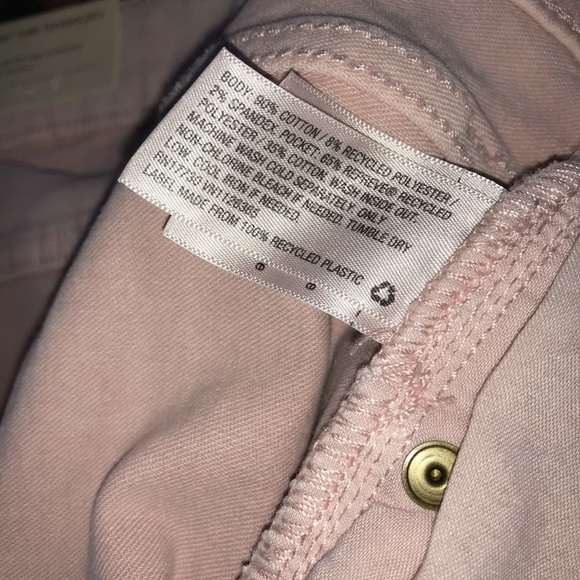 BODY: 90% COTTON / 8% RECYCLED POLYESTER /
2% SPANDEX, POCKET: 65% REPREVE® RECYCLED
POLYESTER / 35% COTTON. WASH INSIDE OUT.
MACHINE WASH COLD SEPARATELY. ONLY
NON-CHLORINE BLEACH IF NEEDED. TUMBLE DRY
LOW. COOL IRON IF NEEDED.
RN17730 VN1126365
LABEL MADE FROM 100% RECYCLED PLASTIC